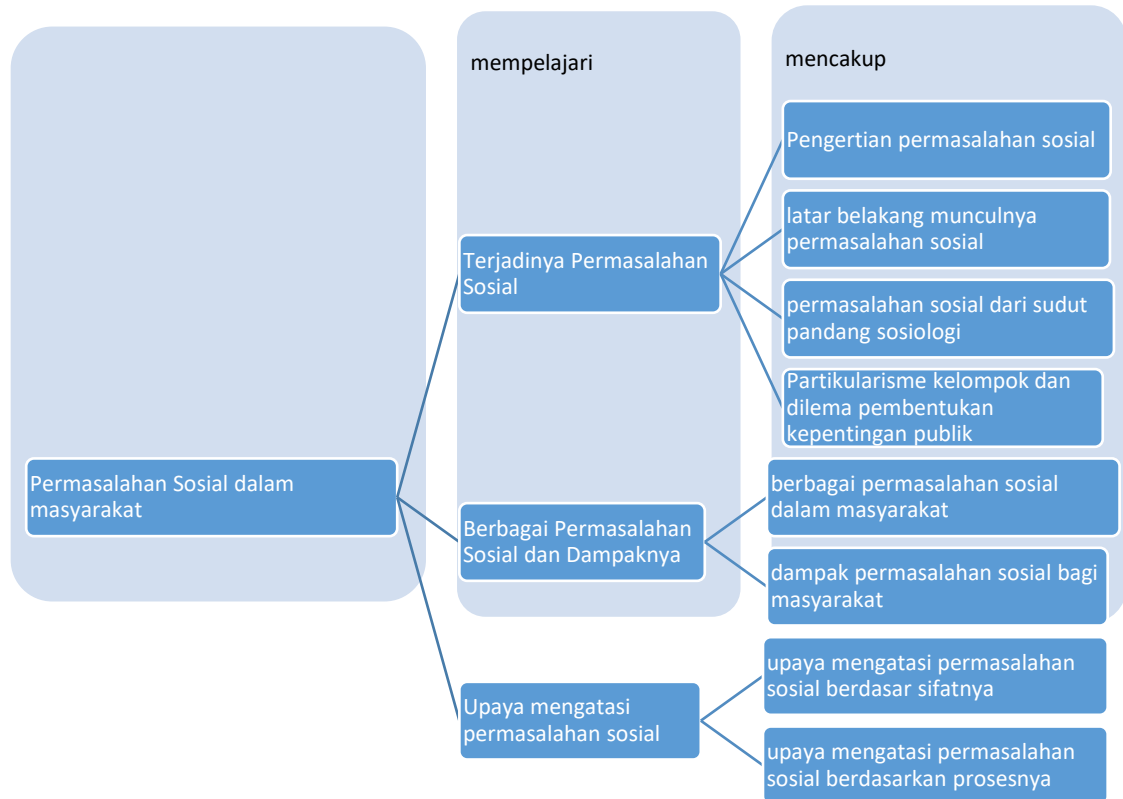 mempelajari
mencakup
Permasalahan Sosial dalam
masyarakat
Terjadinya Permasalahan
Sosial
Pengertian permasalahan sosial
latar belakang munculnya
permasalahan sosial
permasalahan sosial dari sudut
pandang sosiologi
Partikularisme kelompok dan
dilema pembentukan
kepentingan publik
Berbagai Permasalahan
Sosial dan Dampaknya
berbagai permasalahan sosial
dalam masyarakat
dampak permasalahan sosial bagi
masyarakat
Upaya mengatasi
permasalahan sosial
upaya mengatasi permasalahan
sosial berdasar sifatnya
upaya mengatasi permasalahan
sosial berdasarkan prosesnya